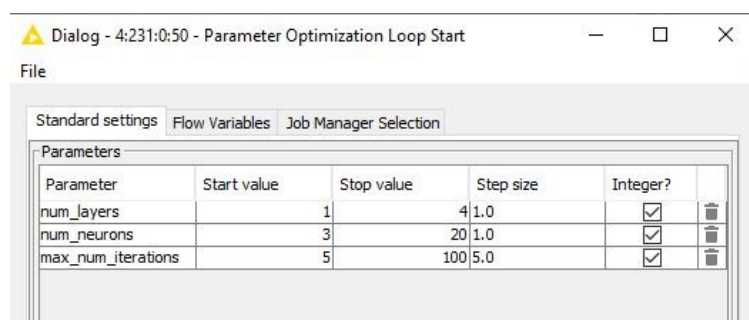 Dialog - 4:231:0:50 - Parameter Optimization Loop Start
File
Standard settings Flow Variables Job Manager Selection
Parameters
Parameter Start value Stop value Step size Integer?
num_layers 1 4 1.0
num_neurons 3 20 1.0
max_num_iterations 5 100 5.0